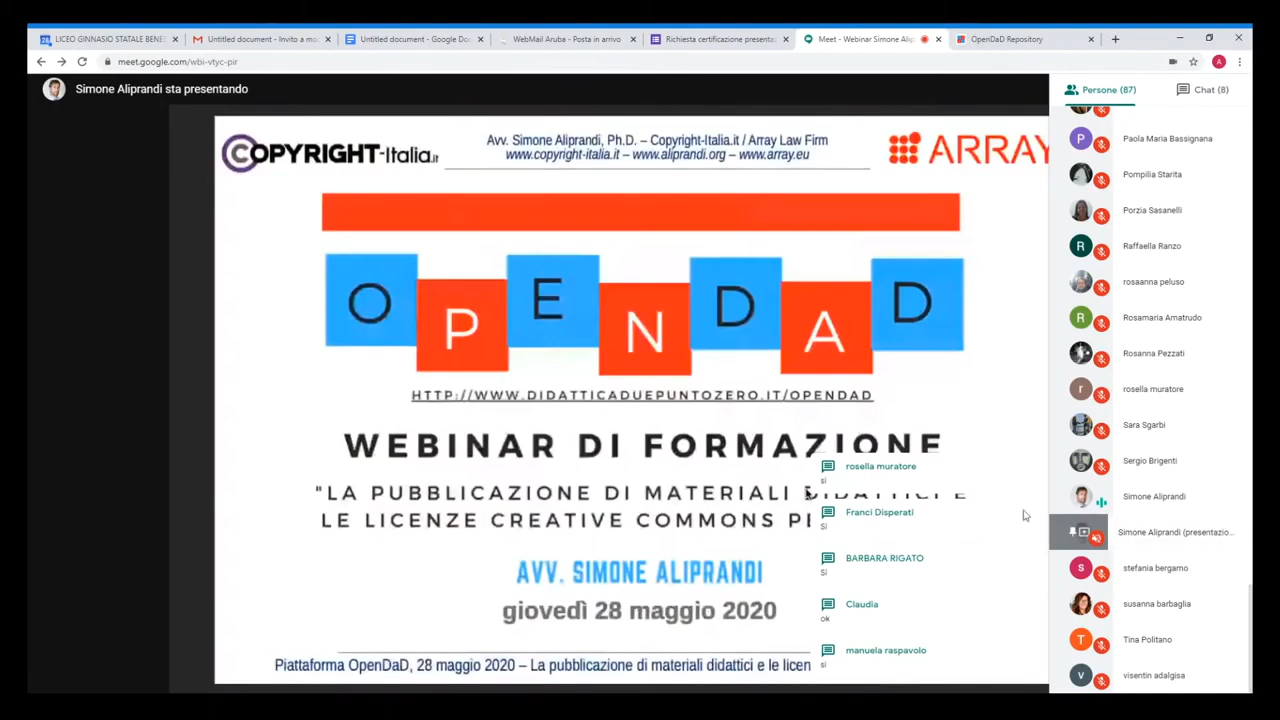 LICEO GINNASIO STATALE BENE
Untitled document - Invito a mo
Untitled document - Google Do
WebMail Aruba - Posta in arrivo
Richiesta certificazione presenta
Meet - Webinar Simone Alip
OpenDaD Repository
meet.google.com/wbi-vtyc-pir
Simone Aliprandi sta presentando
Persone (87)
Chat (8)
COPYRIGHT-Italia.it
Avv. Simone Aliprandi, Ph.D. – Copyright-Italia.it / Array Law Firm
www.copyright-italia.it – www.aliprandi.org – www.array.eu
ARRAY
OPENDAD
HTTP://WWW.DIDATTICADUEPUNTOZERO.IT/OPENDAD
WEBINAR DI FORMAZIONE
"LA PUBBLICAZIONE DI MATERIALI DIDATTICI E
LE LICENZE CREATIVE COMMONS P
AVV. SIMONE ALIPRANDI
giovedì 28 maggio 2020
Piattaforma OpenDaD, 28 maggio 2020 – La pubblicazione di materiali didattici e le licen
rosella muratore
si
Franci Disperati
Si
BARBARA RIGATO
Si
Claudia
ok
manuela raspavolo
si
Paola Maria Bassignana
Pompilia Starita
Porzia Sasanelli
Raffaella Ranzo
rosaanna peluso
Rosamaria Amatrudo
Rosanna Pezzati
rosella muratore
Sara Sgarbi
Sergio Brigenti
Simone Aliprandi
Simone Aliprandi (presentazio...
stefania bergamo
susanna barbaglia
Tina Politano
visentin adalgisa